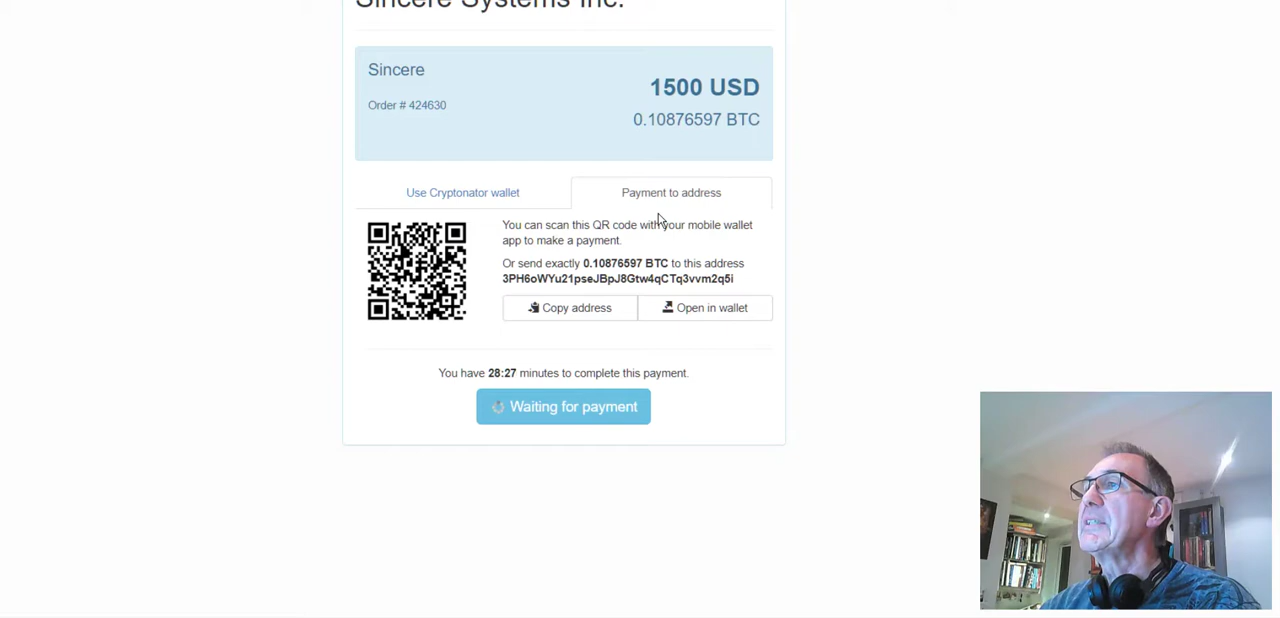 Sincere Systems Inc.
Sincere
1500 USD
Order # 424630
0.10876597 BTC
Use Cryptonator wallet
Payment to address
You can scan this QR code with your mobile wallet
app to make a payment.
Or send exactly 0.10876597 BTC to this address
3PH6oWYu21pseJBpJ8Gtw4qCTq3vvm2q5i
Copy address
Open in wallet
You have 28:27 minutes to complete this payment.
Waiting for payment